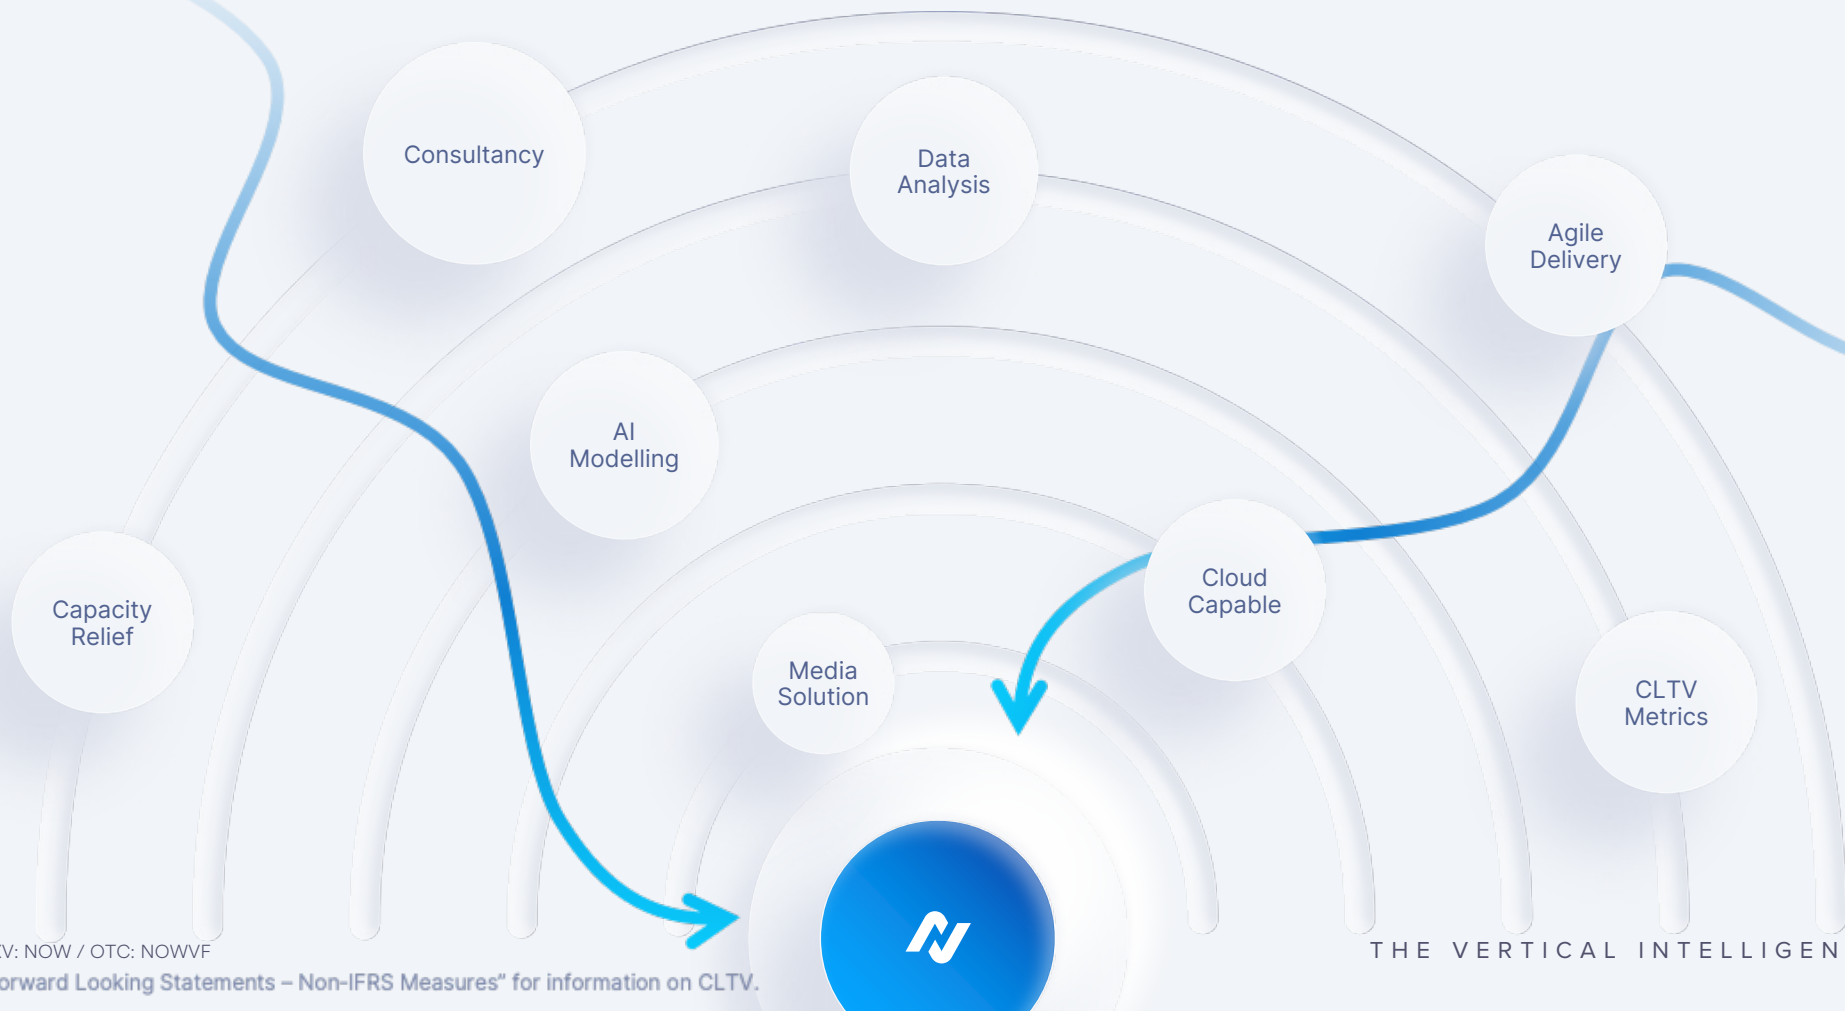 Consultancy
Data
Analysis
Agile
Delivery
AI
Modelling
Capacity
Relief
Cloud
Capable
Media
Solution
CLTV
Metrics
V: NOW / OTC: NOWVF
THE VERTICAL INTELLIGEN
orward Looking Statements – Non-IFRS Measures” for information on CLTV.